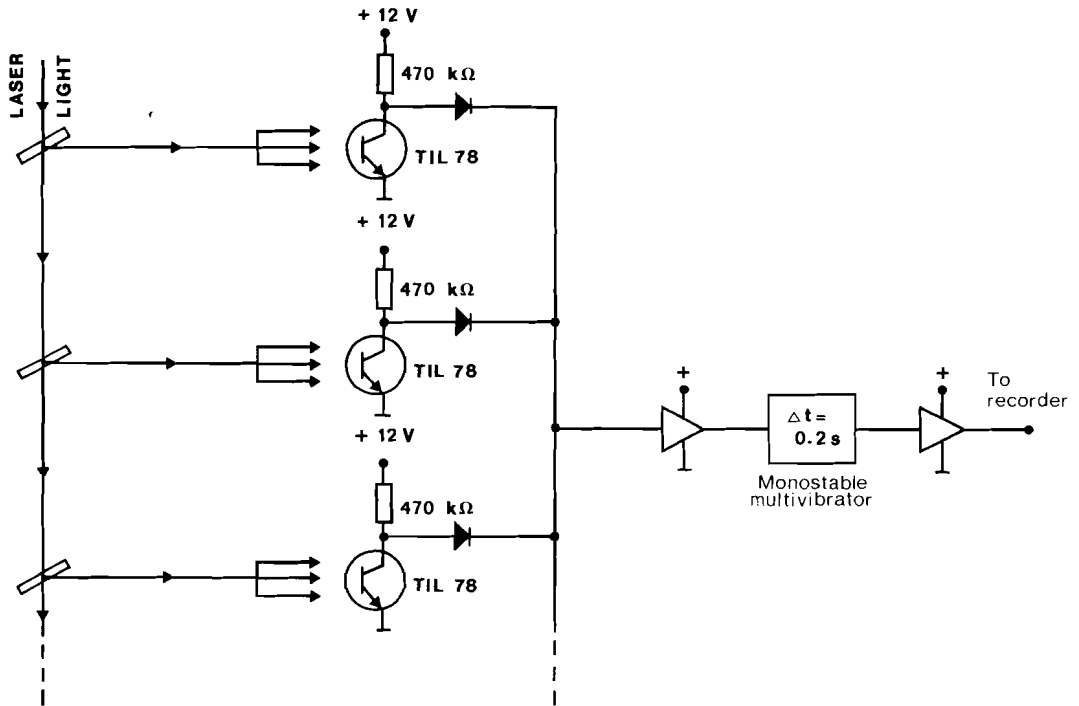 + 12 V
LASER
LIGHT
470 kΩ
TIL 78
+ 12 V
470 kΩ
TIL 78
+ 12 V
470 kΩ
TIL 78
+
Δt =
0.2 s
Monostable
multivibrator
+
To
recorder